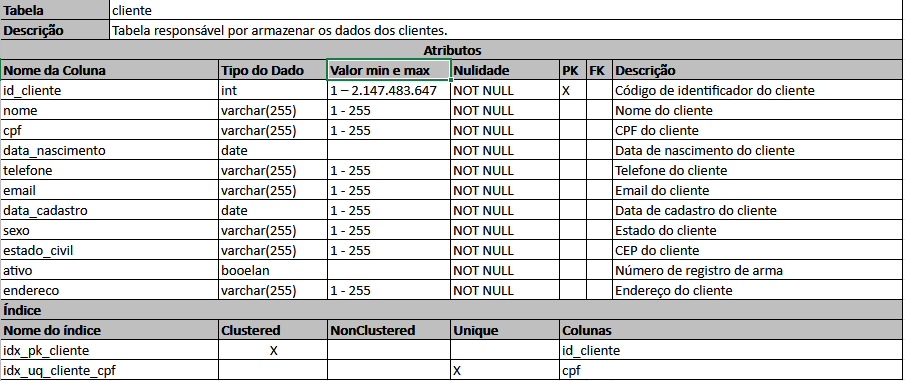 Tabela cliente
Descrição Tabela responsável por armazenar os dados dos clientes.
Atributos
Nome da Coluna Tipo do Dado Valor min e max Nulidade PK FK Descrição
id_cliente int 1 – 2.147.483.647 NOT NULL X Código de identificador do cliente
nome varchar(255) 1 - 255 NOT NULL Nome do cliente
cpf varchar(255) 1 - 255 NOT NULL CPF do cliente
data_nascimento date NOT NULL Data de nascimento do cliente
telefone varchar(255) 1 - 255 NOT NULL Telefone do cliente
email varchar(255) 1 - 255 NOT NULL Email do cliente
data_cadastro date 1 - 255 NOT NULL Data de cadastro do cliente
sexo varchar(255) 1 - 255 NOT NULL Estado do cliente
estado_civil varchar(255) 1 - 255 NOT NULL CEP do cliente
ativo booelan NOT NULL Número de registro de arma
endereco varchar(255) 1 - 255 NOT NULL Endereço do cliente
Índice
Nome do índice Clustered NonClustered Unique Colunas
idx_pk_cliente X id_cliente
idx_uq_cliente_cpf X cpf